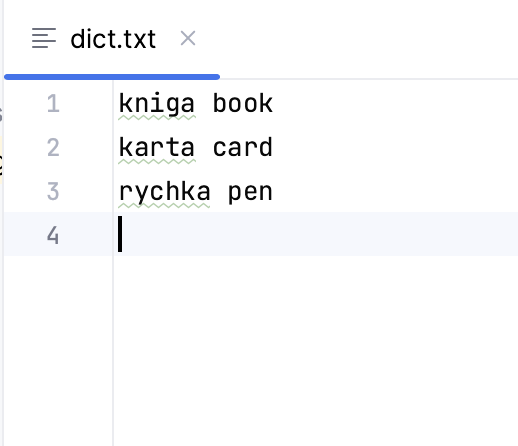 dict.txt
1 kniga book
2 karta card
3 rychka pen
4